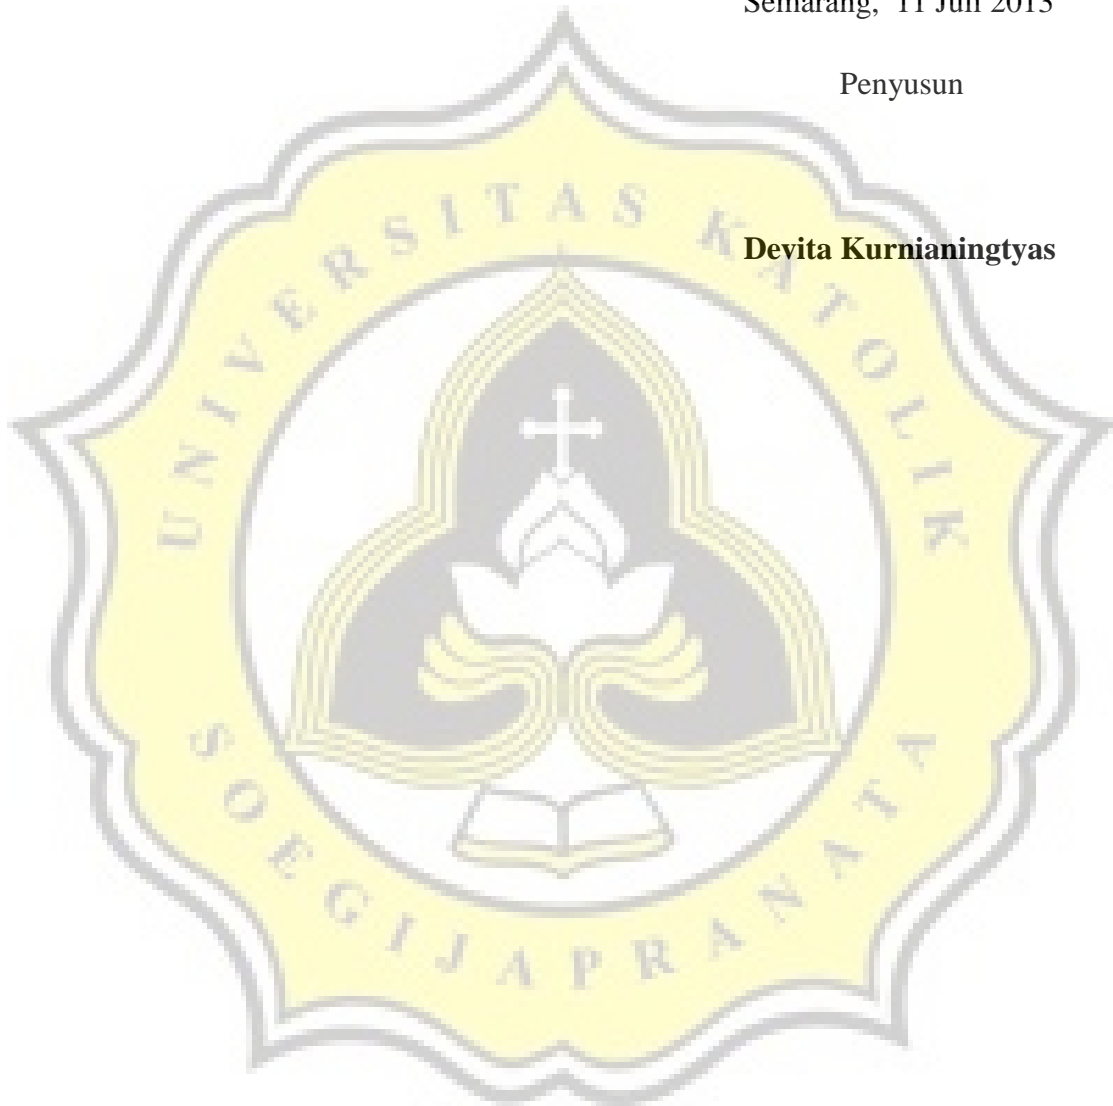 Semarang, 11 Juli 2013
Penyusun
Devita Kurnianingtyas
UNIVERSITAS KATOLIK
SOEGIJAPRANATA